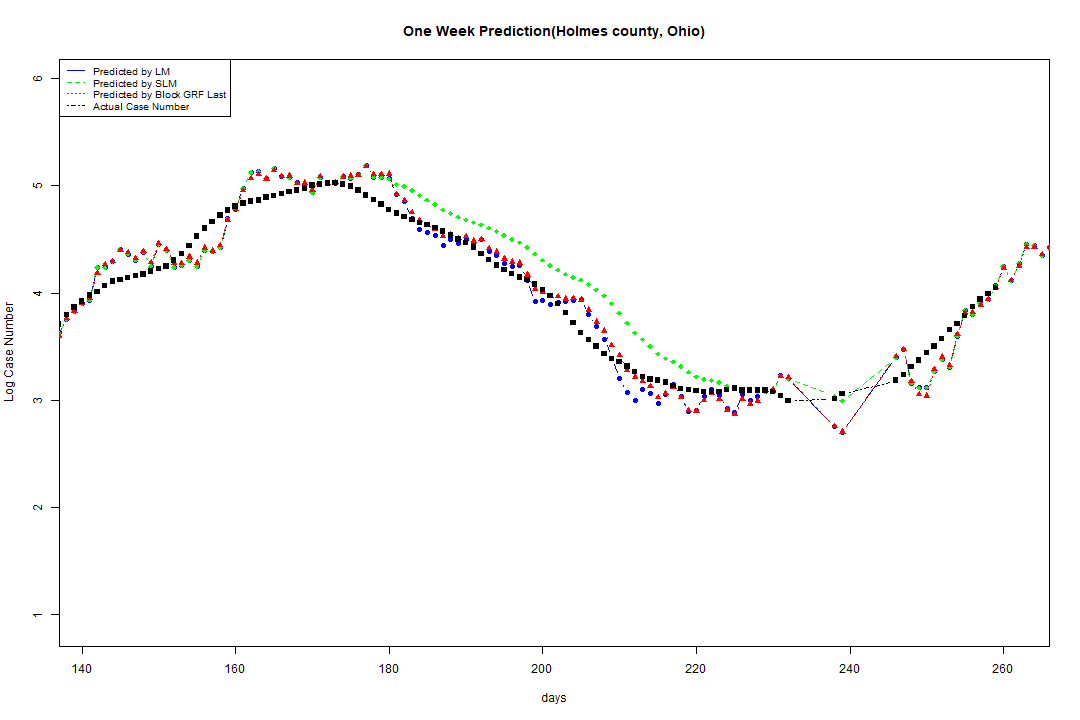 One Week Prediction(Holmes county, Ohio)
Predicted by LM
Predicted by SLM
Predicted by Block GRF Last
Actual Case Number
6
5
4
3
2
1
Log Case Number
140 160 180 200 220 240 260
days